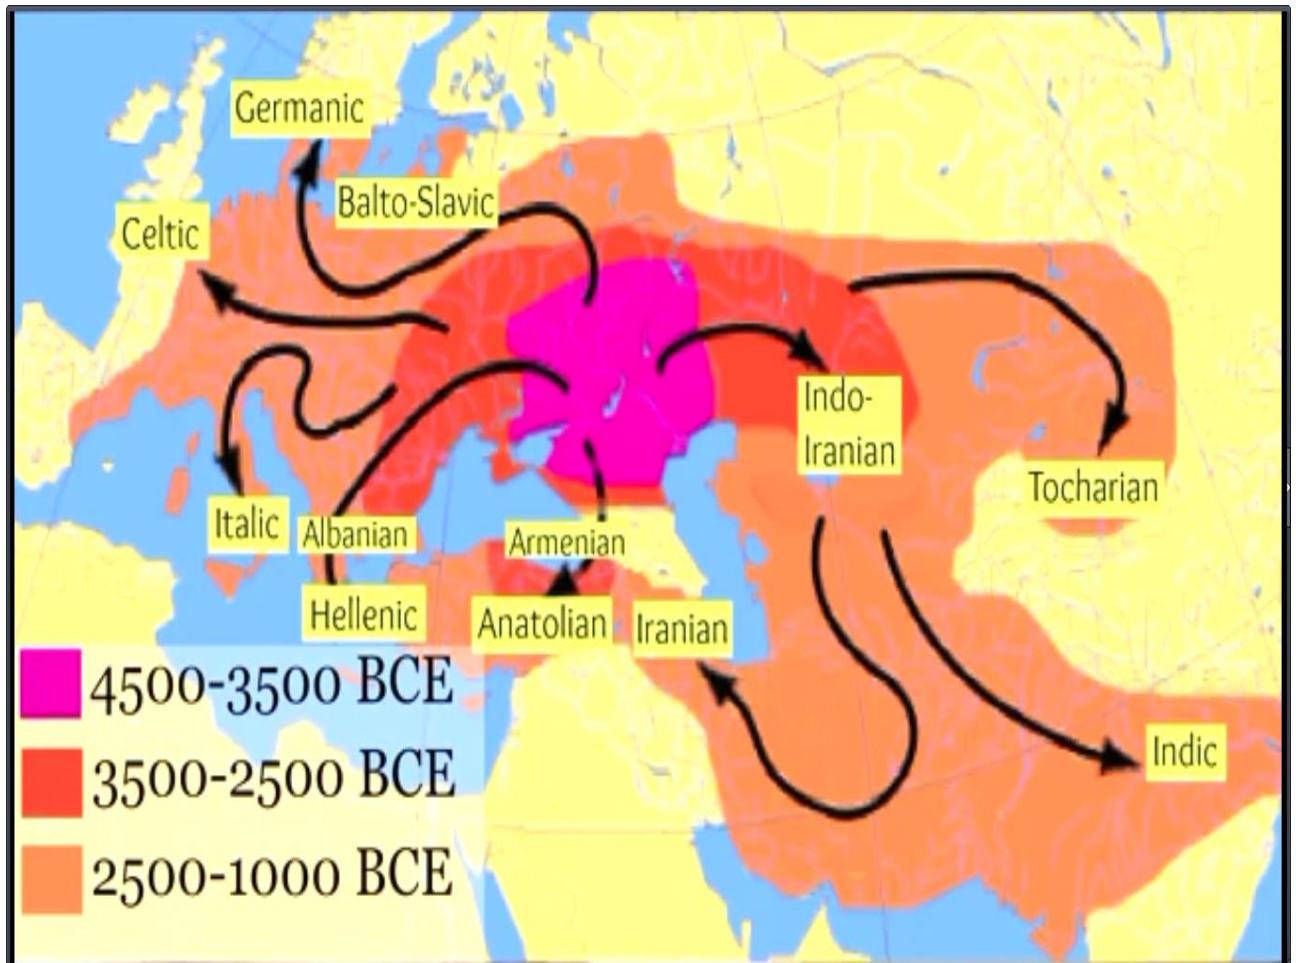 Germanic
Balto-Slavic
Celtic
Indo-
Iranian
Tocharian
Italic
Albanian
Armenian
Hellenic
Anatolian
Iranian
Indic
4500-3500 BCE
3500-2500 BCE
2500-1000 BCE